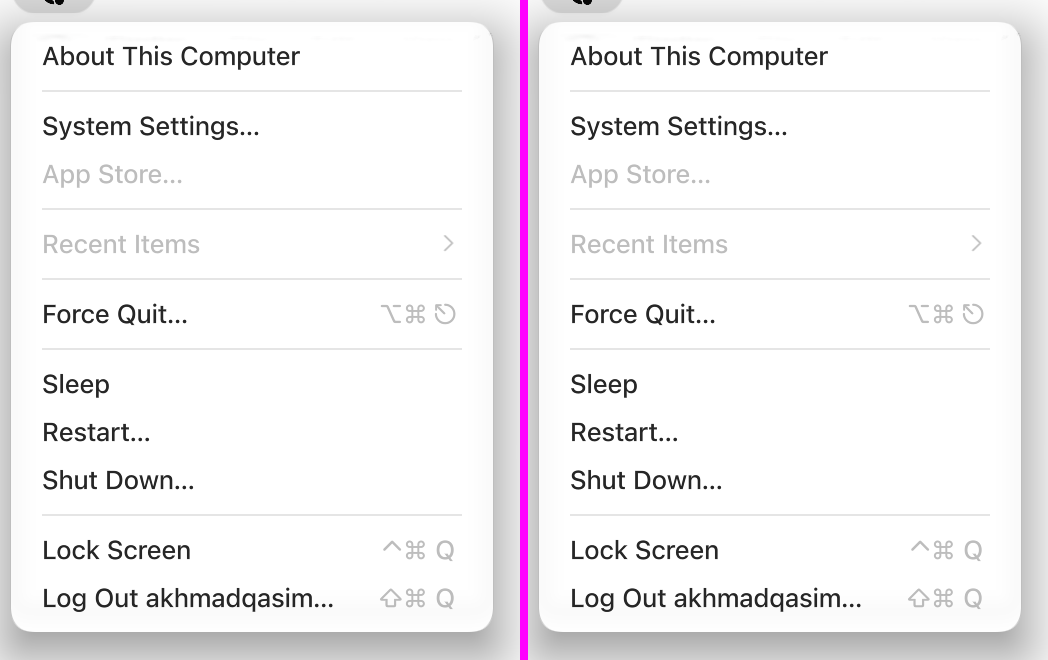 About This Computer
System Settings...
App Store...
Recent Items
Force Quit... ⌥⌘⎋
Sleep
Restart...
Shut Down...
Lock Screen ^⌘ Q
Log Out akhmadqasim... ⇧⌘ Q
About This Computer
System Settings...
App Store...
Recent Items
Force Quit... ⌥⌘⎋
Sleep
Restart...
Shut Down...
Lock Screen ^⌘ Q
Log Out akhmadqasim... ⇧⌘ Q